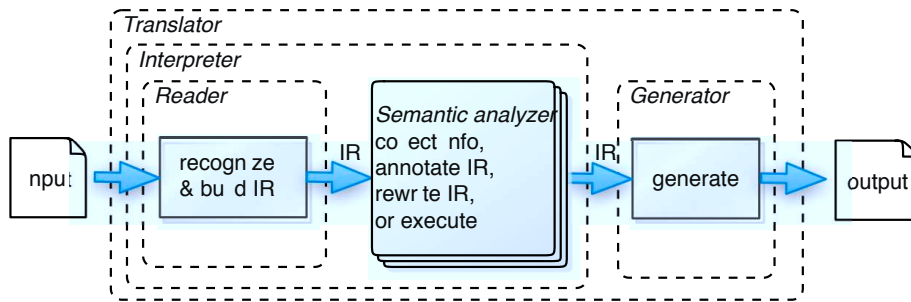 Translator
Interpreter
Reader
Generator
Semantic analyzer
co ect nfo,
annotate IR,
rewr te IR,
or execute
nput
recogn ze
& bu d IR
IR
IR
generate
output